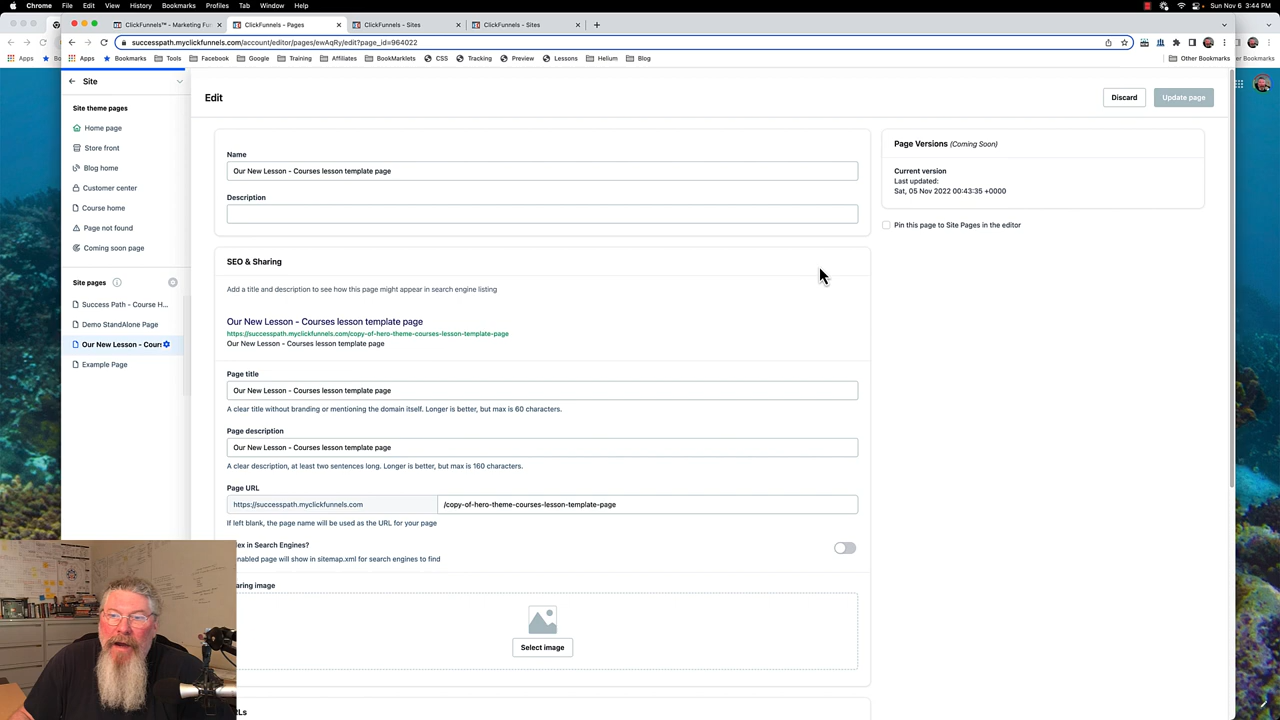 Chrome File Edit View History Bookmarks Profiles Tab Window Help
Sun Nov 6 3:44 PM
ClickFunnels™ - Marketing Fu
ClickFunnels - Pages
ClickFunnels - Sites
ClickFunnels - Sites
successpath.myclickfunnels.com/account/editor/pages/ewAqRy/edit?page_id=964022
Apps
Apps Bookmarks Tools Facebook Google Training Affiliates BookMarklets CSS Tracking Preview Lessons Helium Blog Other Bookmarks
Site
Edit
Discard
Update page
Site theme pages
Home page
Store front
Blog home
Customer center
Course home
Page not found
Coming soon page
Site pages
Success Path - Course H...
Demo StandAlone Page
Our New Lesson - Cours
Example Page
Name
Our New Lesson - Courses lesson template page
Description
SEO & Sharing
Add a title and description to see how this page might appear in search engine listing
Our New Lesson - Courses lesson template page
https://successpath.myclickfunnels.com/copy-of-hero-theme-courses-lesson-template-page
Our New Lesson - Courses lesson template page
Page title
Our New Lesson - Courses lesson template page
A clear title without branding or mentioning the domain itself. Longer is better, but max is 60 characters.
Page description
Our New Lesson - Courses lesson template page
A clear description, at least two sentences long. Longer is better, but max is 160 characters.
Page URL
https://successpath.myclickfunnels.com
/copy-of-hero-theme-courses-lesson-template-page
If left blank, the page name will be used as the URL for your page
in Search Engines?
page will show in sitemap.xml for search engines to find
image
Select image
Page Versions (Coming Soon)
Current version
Last updated:
Sat, 05 Nov 2022 00:43:35 +0000
Pin this page to Site Pages in the editor